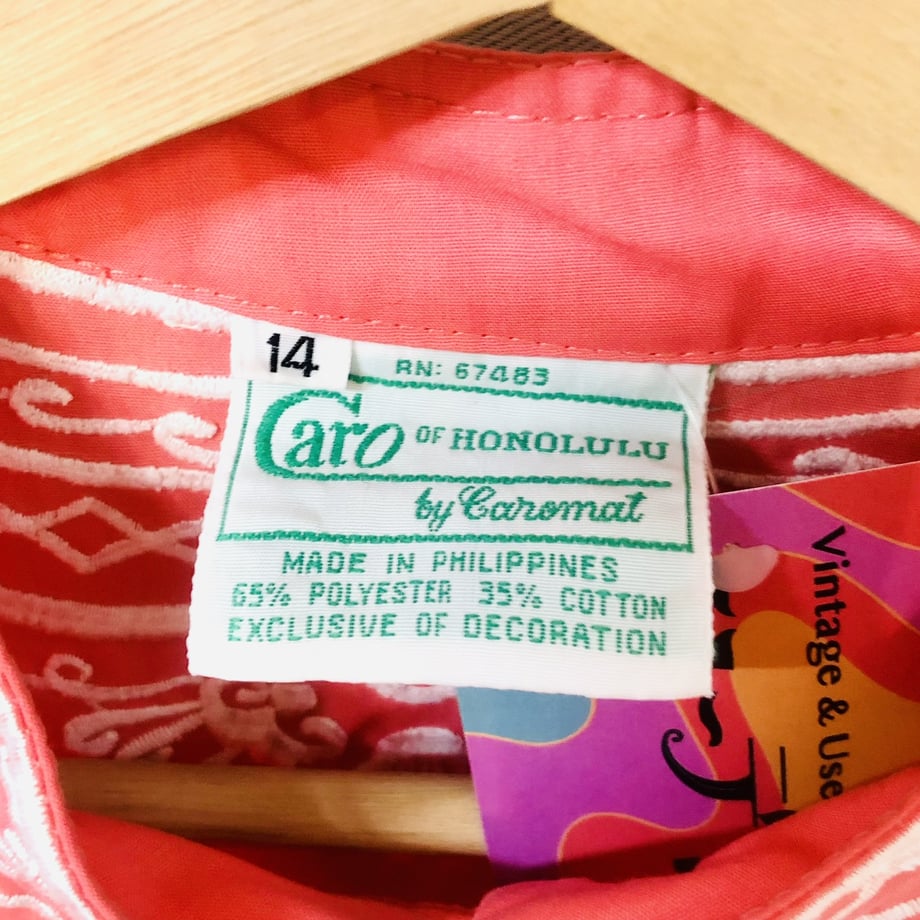 14
RN: 67483
Caro OF HONOLULU
by Caromat
MADE IN PHILIPPINES
65% POLYESTER 35% COTTON
EXCLUSIVE OF DECORATION
Vintage & Use